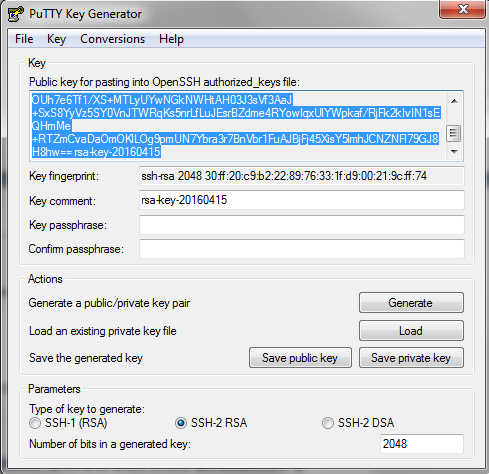 PuTTY Key Generator
File Key Conversions Help
Key
Public key for pasting into OpenSSH authorized_keys file:
OUh7e6Tf1/XS+MTLyUYwNGkNWHtAH03J3sVf3AaJ
+SxS8YyVz5SY0VnJTWRqKs5nrLfLuJEsrBZdme4RYowIqxUlYWpkaf/RjFk2kIvIN1sE
QHmMe
+RTZmCvaDaOmOKlLOg9pmUN7Ybra3r7BnVbr1FuAJBjFj45XisY5lmhJCNZNFl79GJ8
H8hw== rsa-key-20160415
Key fingerprint: ssh-rsa 2048 30:ff:20:c9:b2:22:89:76:33:1f:d9:00:21:9c:ff:74
Key comment: rsa-key-20160415
Key passphrase:
Confirm passphrase:
Actions
Generate a public/private key pair Generate
Load an existing private key file Load
Save the generated key Save public key Save private key
Parameters
Type of key to generate:
SSH-1 (RSA) SSH-2 RSA SSH-2 DSA
Number of bits in a generated key: 2048